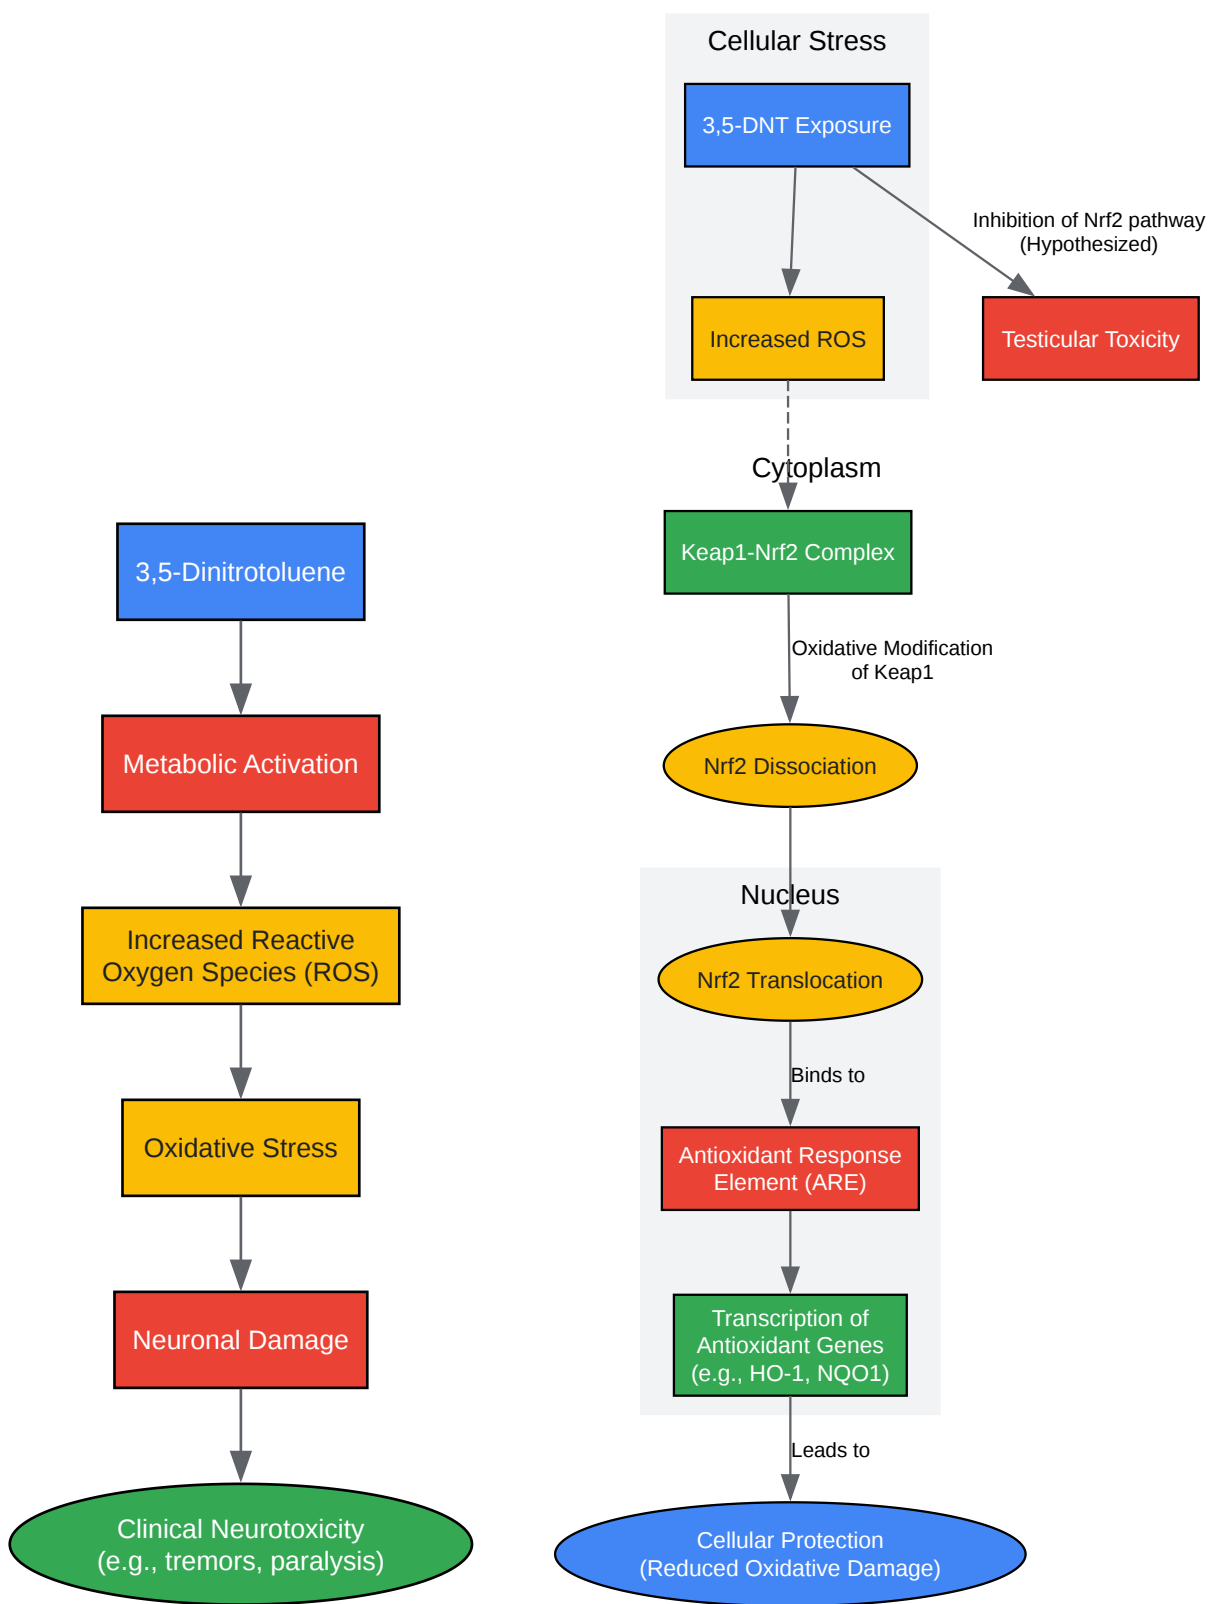 3,5-Dinitrotoluene
Metabolic Activation
Increased Reactive
Oxygen Species (ROS)
Oxidative Stress
Neuronal Damage
Clinical Neurotoxicity
(e.g., tremors, paralysis)
Cellular Stress
3,5-DNT Exposure
Inhibition of Nrf2 pathway
(Hypothesized)
Increased ROS
Testicular Toxicity
Cytoplasm
Keap1-Nrf2 Complex
Oxidative Modification
of Keap1
Nrf2 Dissociation
Nucleus
Nrf2 Translocation
Binds to
Antioxidant Response
Element (ARE)
Transcription of
Antioxidant Genes
(e.g., HO-1, NQO1)
Leads to
Cellular Protection
(Reduced Oxidative Damage)